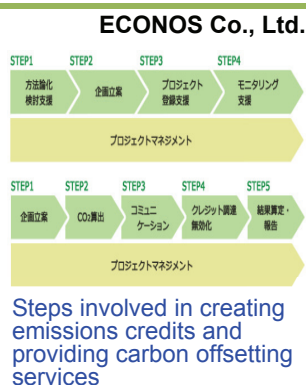 ECONOS Co., Ltd.
STEP1 STEP2 STEP3 STEP4
方法論化
検討支援
企画立案
プロジェクト
登録支援
モニタリング
支援
プロジェクトマネジメント
STEP1 STEP2 STEP3 STEP4 STEP5
企画立案
CO₂算出
コミュニ
ケーション
クレジット調達
無効化
結果算定・
報告
プロジェクトマネジメント
Steps involved in creating
emissions credits and
providing carbon offsetting
services